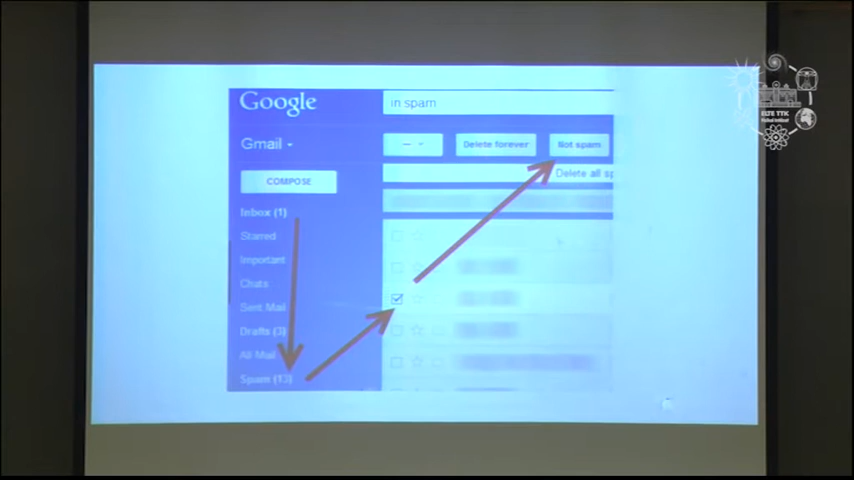 Google
in spam
Gmail
Delete forever
Not spam
COMPOSE
Delete all sp
Inbox (1)
Starred
Important
Chats
Sent Mail
Drafts (3)
All Mail
Spam (13)
ELTE TTK